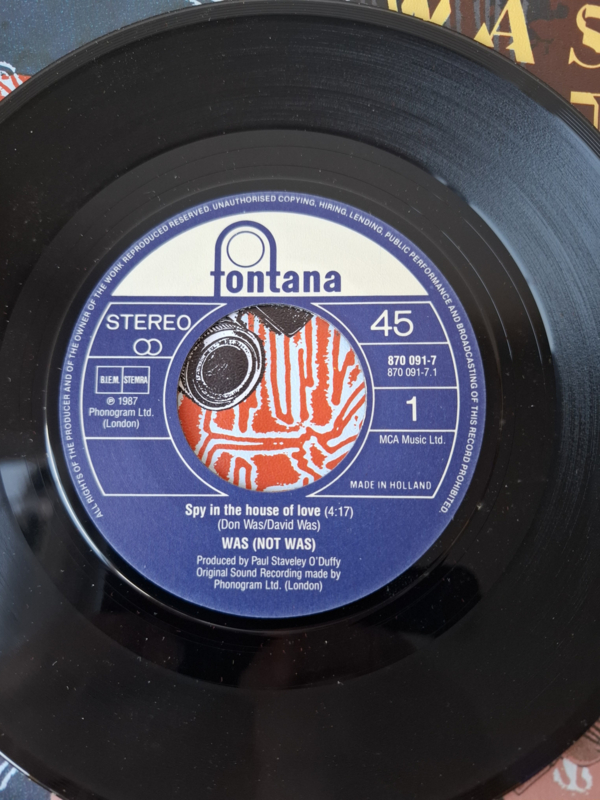 WAS
ALL RIGHTS OF THE PRODUCER AND OF THE OWNER OF THE WORK REPRODUCED RESERVED. UNAUTHORISED COPYING, HIRING, LENDING, PUBLIC PERFORMANCE AND BROADCASTING OF THIS RECORD PROHIBITED.
fontana
STEREO
45
B.I.E.M. STEMRA
870 091-7
870 091-7.1
℗ 1987
Phonogram Ltd.
(London)
1
MCA Music Ltd.
MADE IN HOLLAND
Spy in the house of love (4:17)
(Don Was/David Was)
WAS (NOT WAS)
Produced by Paul Staveley O'Duffy
Original Sound Recording made by
Phonogram Ltd. (London)